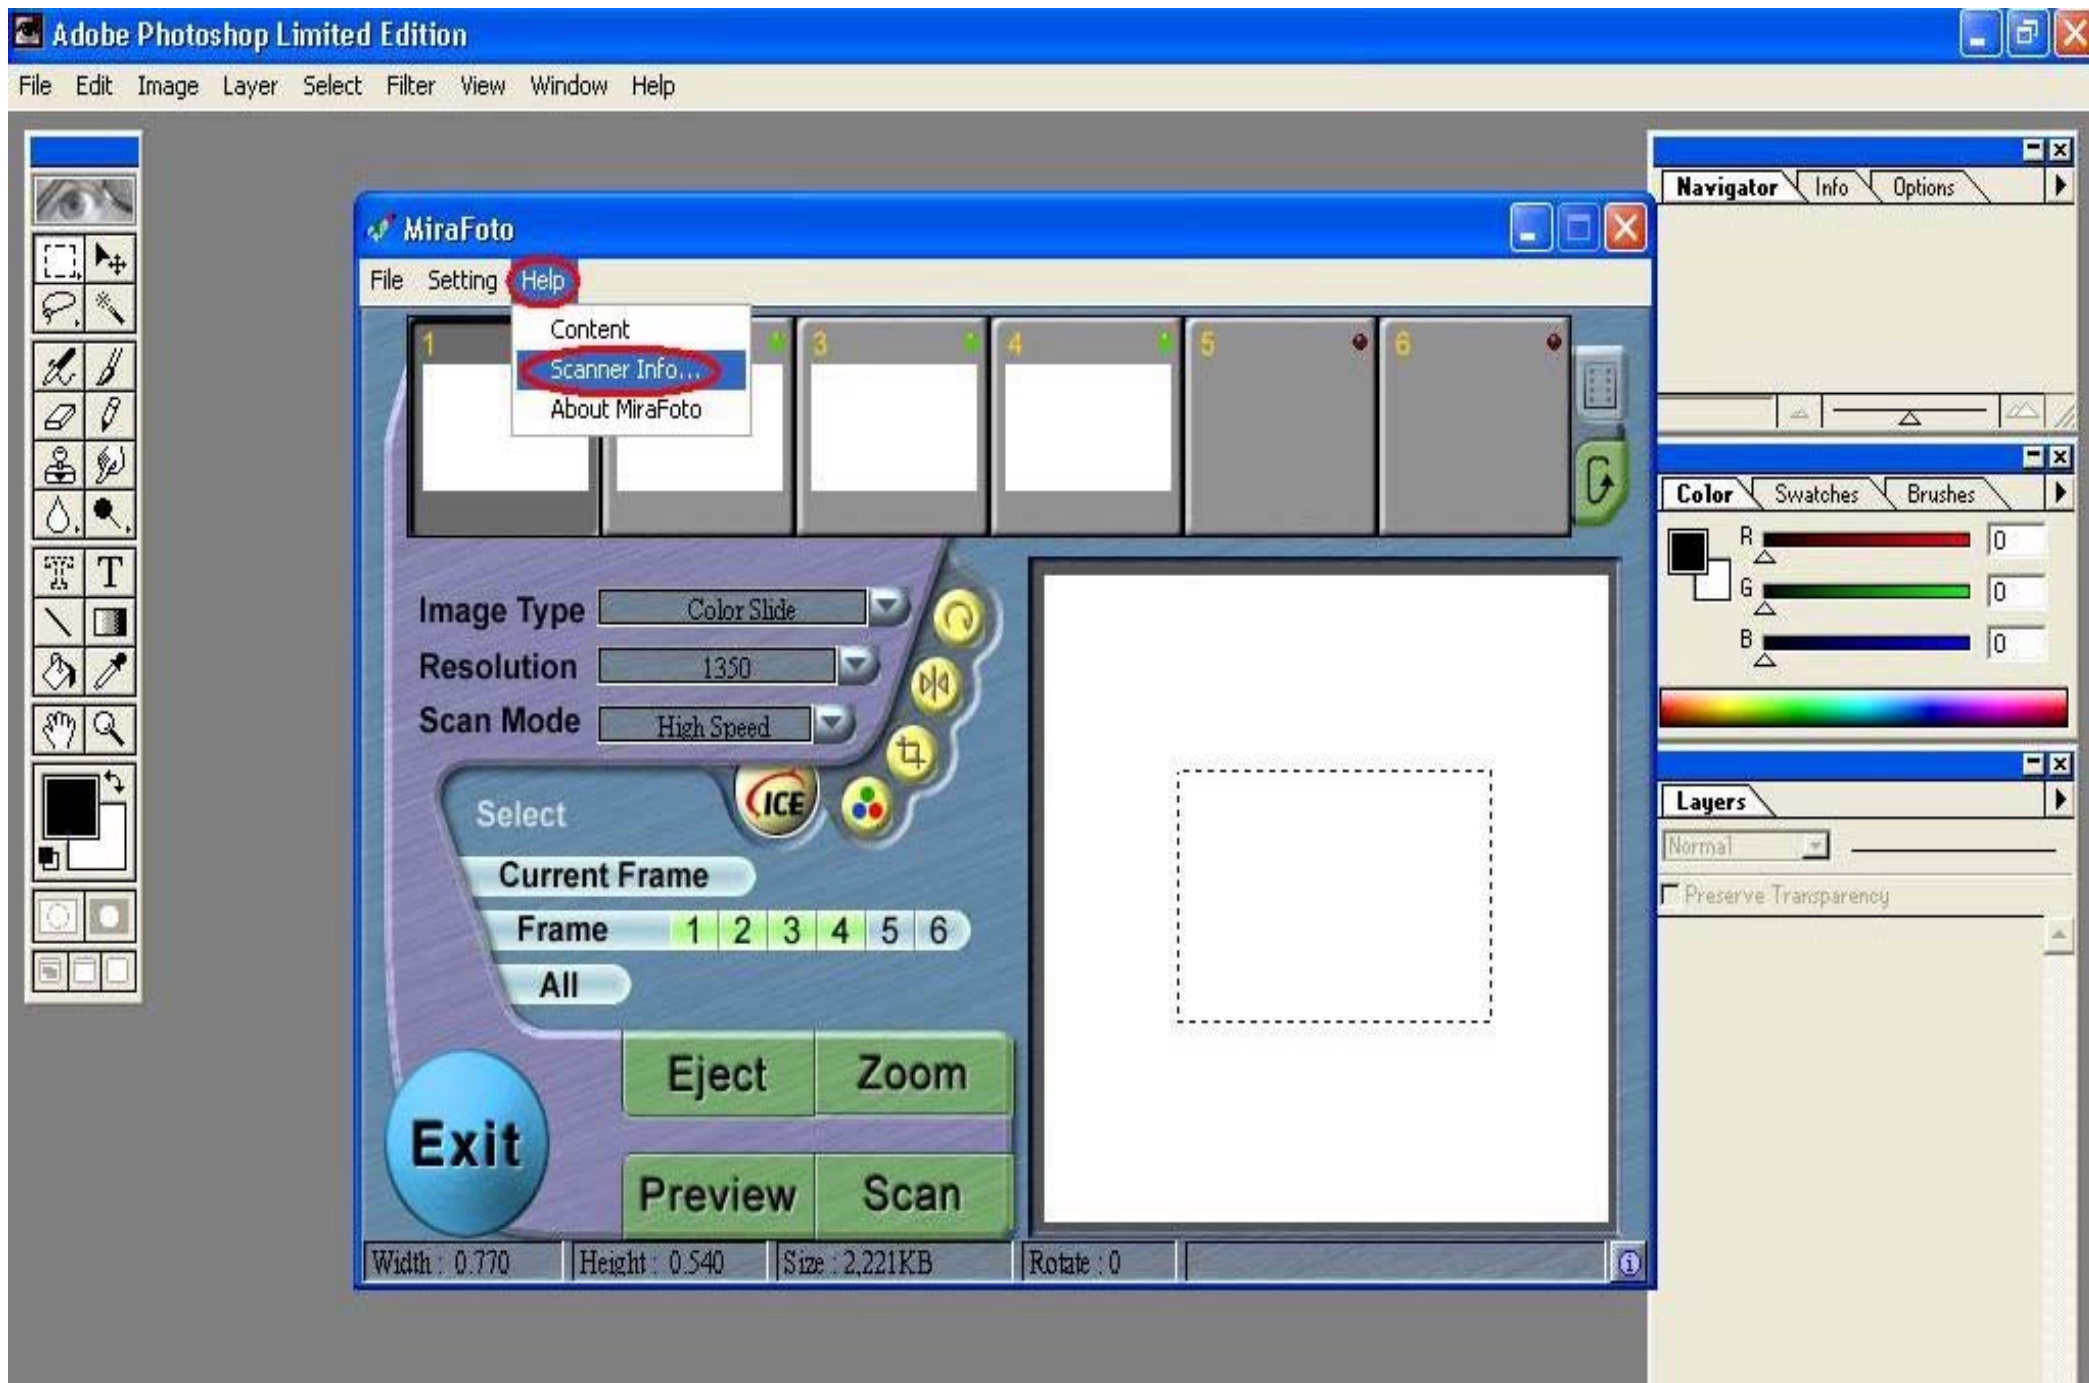 Adobe Photoshop Limited Edition
File Edit Image Layer Select Filter View Window Help
Navigator Info Options
MiraFoto
File Setting Help
Content
Scanner Info...
About MiraFoto
1 3 4 5 6
Color Swatches Brushes
R 0
G 0
B 0
T T
Image Type Color Slide
Resolution 1350
Scan Mode High Speed
ICE
Select
Current Frame
Frame 1 2 3 4 5 6
All
Layers
Normal
Preserve Transparency
Eject Zoom
Exit
Preview Scan
Width : 0.770 Height : 0.540 Size : 2,221KB Rotate : 0